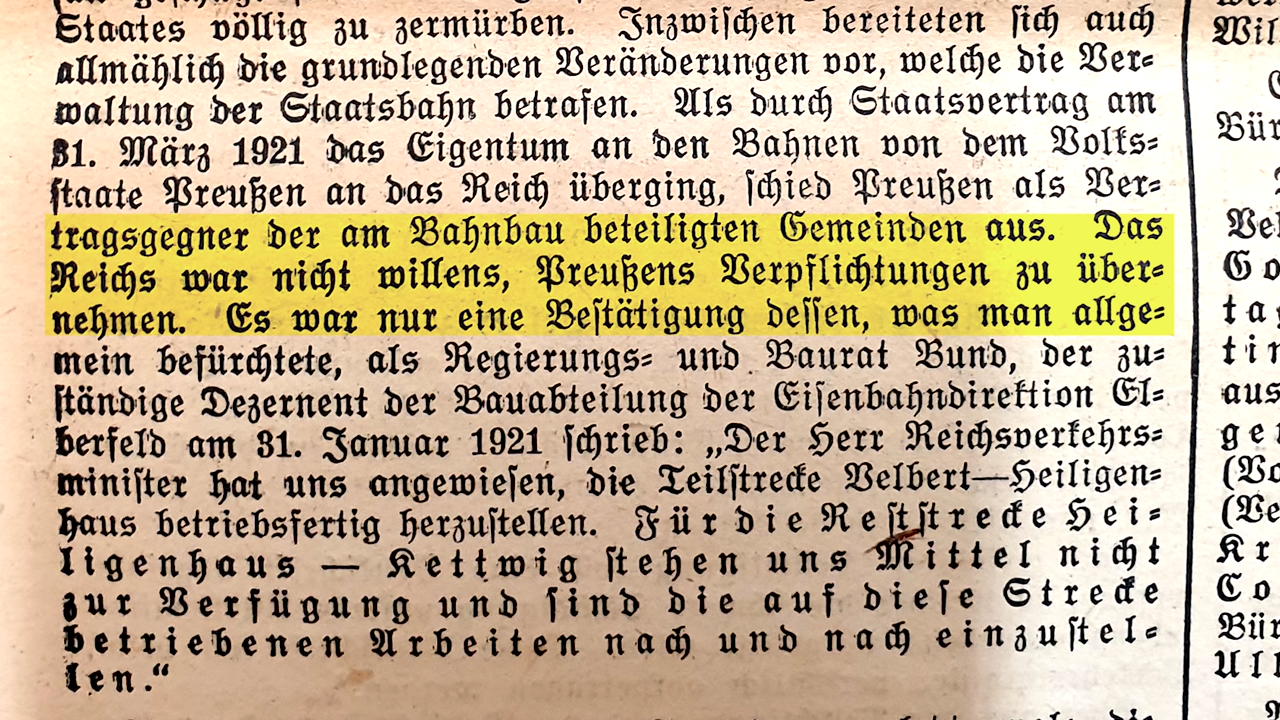 Staates völlig zu zermürben. Inzwischen bereiteten sich auch
allmählich die grundlegenden Veränderungen vor, welche die Ver-
waltung der Staatsbahn betrafen. Als durch Staatsvertrag am
31. März 1921 das Eigentum an den Bahnen von dem Volks-
staate Preußen an das Reich überging, schied Preußen als Ver-
tragsgegner der am Bahnbau beteiligten Gemeinden aus. Das
Reichs war nicht willens, Preußens Verpflichtungen zu über-
nehmen. Es war nur eine Bestätigung dessen, was man allge-
mein befürchtete, als Regierungs- und Baurat Bund, der zu-
ständige Dezernent der Bauabteilung der Eisenbahndirektion El-
berfeld am 31. Januar 1921 schrieb: „Der Herr Reichsverkehrs-
minister hat uns angewiesen, die Teilstrecke Velbert—Heiligen-
haus betriebsfertig herzustellen. Für die Reststrecke Hei-
ligenhaus — Kettwig stehen uns Mittel nicht
zur Verfügung und sind die auf diese Strecke
betriebenen Arbeiten nach und nach einzustel-
len.“